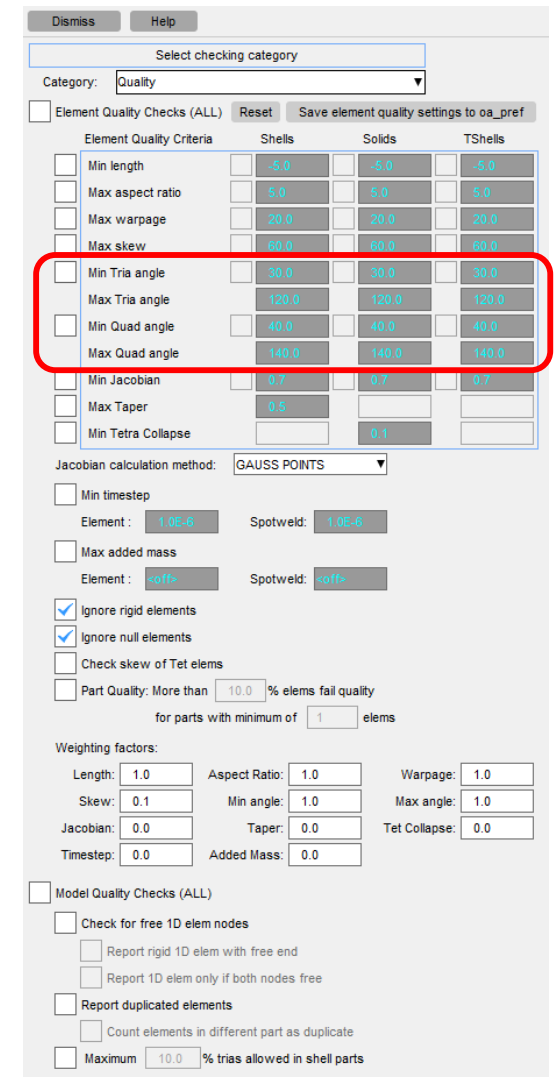 Dismiss Help
Select checking category
Category: Quality
Element Quality Checks (ALL) Reset Save element quality settings to oa_pref
Element Quality Criteria Shells Solids TShells
Min length -5.0 -5.0 -5.0
Max aspect ratio 5.0 5.0 5.0
Max warpage 20.0 20.0 20.0
Max skew 60.0 60.0 60.0
Min Tria angle 30.0 30.0 30.0
Max Tria angle 120.0 120.0 120.0
Min Quad angle 40.0 40.0 40.0
Max Quad angle 140.0 140.0 140.0
Min Jacobian 0.7 0.7 0.7
Max Taper 0.5
Min Tetra Collapse 0.1
Jacobian calculation method: GAUSS POINTS
Min timestep
Element : 1.0E-6 Spotweld: 1.0E-6
Max added mass
Element : <off> Spotweld: <off>
Ignore rigid elements
Ignore null elements
Check skew of Tet elems
Part Quality: More than 10.0 % elems fail quality
for parts with minimum of 1 elems
Weighting factors:
Length: 1.0 Aspect Ratio: 1.0 Warpage: 1.0
Skew: 0.1 Min angle: 1.0 Max angle: 1.0
Jacobian: 0.0 Taper: 0.0 Tet Collapse: 0.0
Timestep: 0.0 Added Mass: 0.0
Model Quality Checks (ALL)
Check for free 1D elem nodes
Report rigid 1D elem with free end
Report 1D elem only if both nodes free
Report duplicated elements
Count elements in different part as duplicate
Maximum 10.0 % trias allowed in shell parts